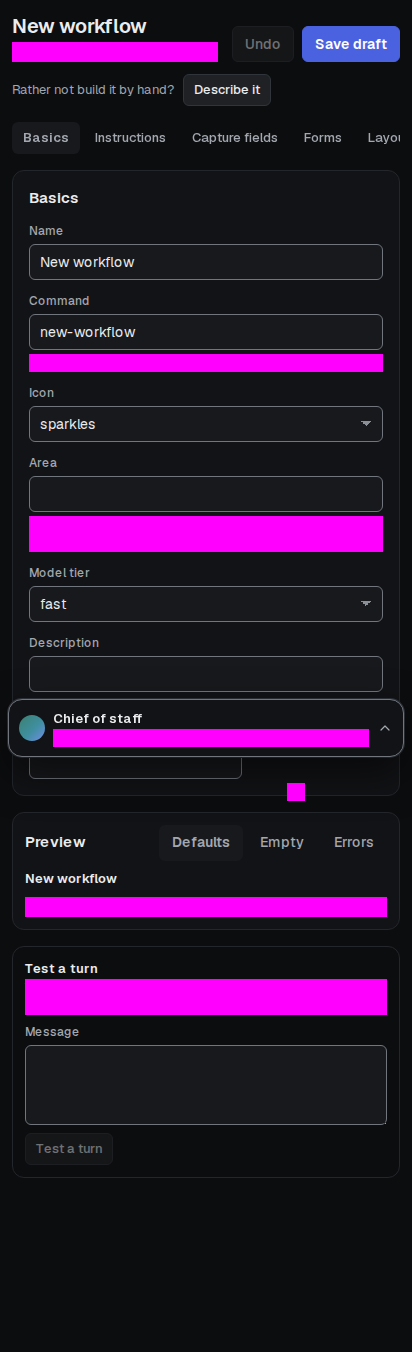 New workflow
Undo
Save draft
Rather not build it by hand?
Describe it
Basics
Instructions
Capture fields
Forms
Layou
Basics
Name
New workflow
Command
new-workflow
Icon
sparkles
Area
Model tier
fast
Description
Chief of staff
Preview
Defaults
Empty
Errors
New workflow
Test a turn
Message
Test a turn